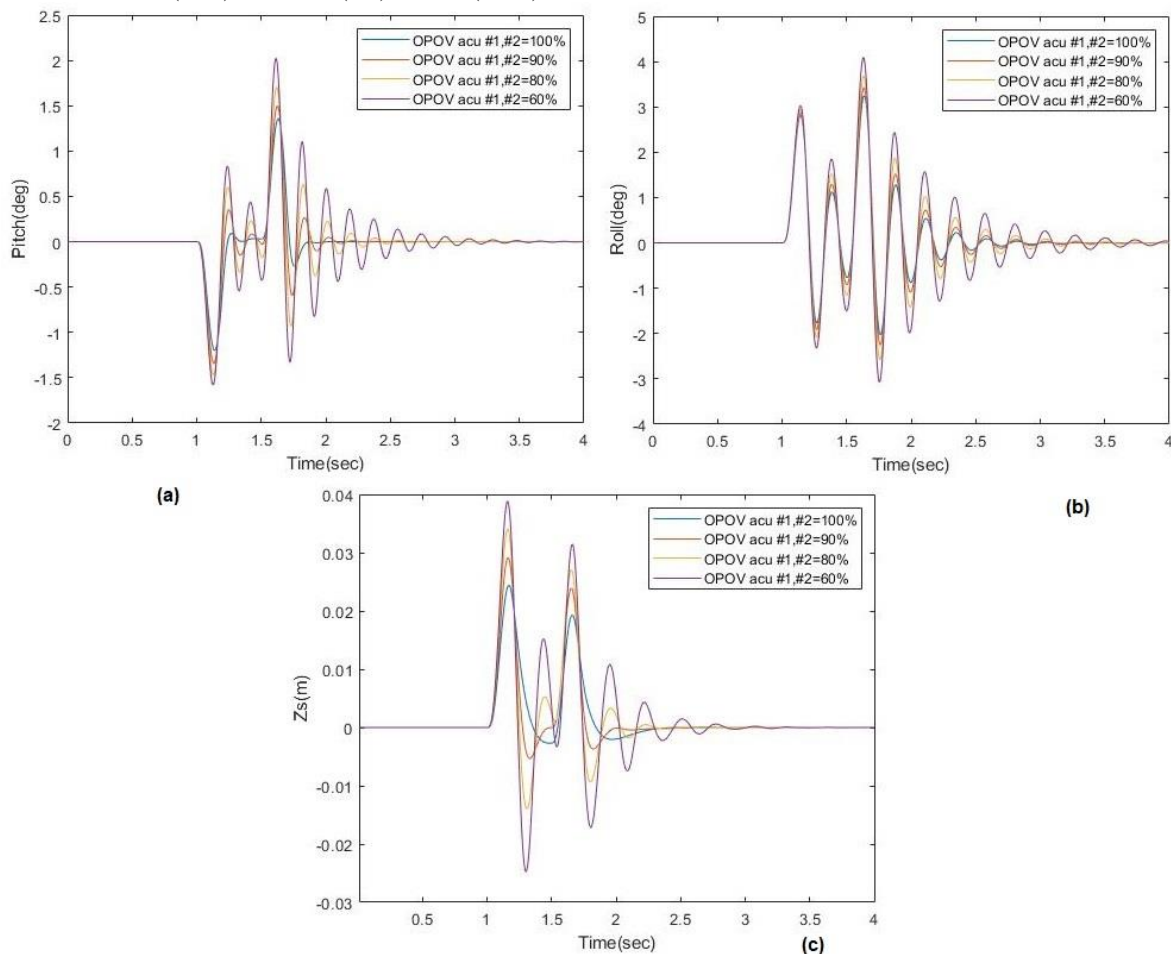 2.5
2
1.5
1
0.5
0
-0.5
-1
-1.5
-2
Pitch(deg)
OPOV acu #1,#2=100%
OPOV acu #1,#2=90%
OPOV acu #1,#2=80%
OPOV acu #1,#2=60%
0 0.5 1 1.5 2 2.5 3 3.5 4
Time(sec)
(a)
5
4
3
2
1
0
-1
-2
-3
-4
Roll(deg)
OPOV acu #1,#2=100%
OPOV acu #1,#2=90%
OPOV acu #1,#2=80%
OPOV acu #1,#2=60%
0 0.5 1 1.5 2 2.5 3 3.5 4
Time(sec)
(b)
0.04
0.03
0.02
0.01
0
-0.01
-0.02
-0.03
Zs(m)
OPOV acu #1,#2=100%
OPOV acu #1,#2=90%
OPOV acu #1,#2=80%
OPOV acu #1,#2=60%
0.5 1 1.5 2 2.5 3 3.5 4
Time(sec)
(c)